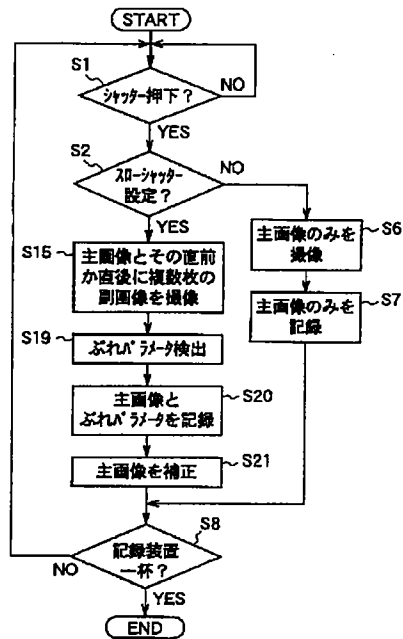 START
S1
シャッター押下?
NO
YES
S2
スローシャッター
設定?
NO
YES
S15
主画像とその直前
か直後に複数枚の
副画像を撮像
S6
主画像のみを
撮像
S7
主画像のみを
記録
S19
ぶれパラメータ検出
S20
主画像と
ぶれパラメータを記録
S21
主画像を補正
S8
記録装置
一杯?
NO
YES
END